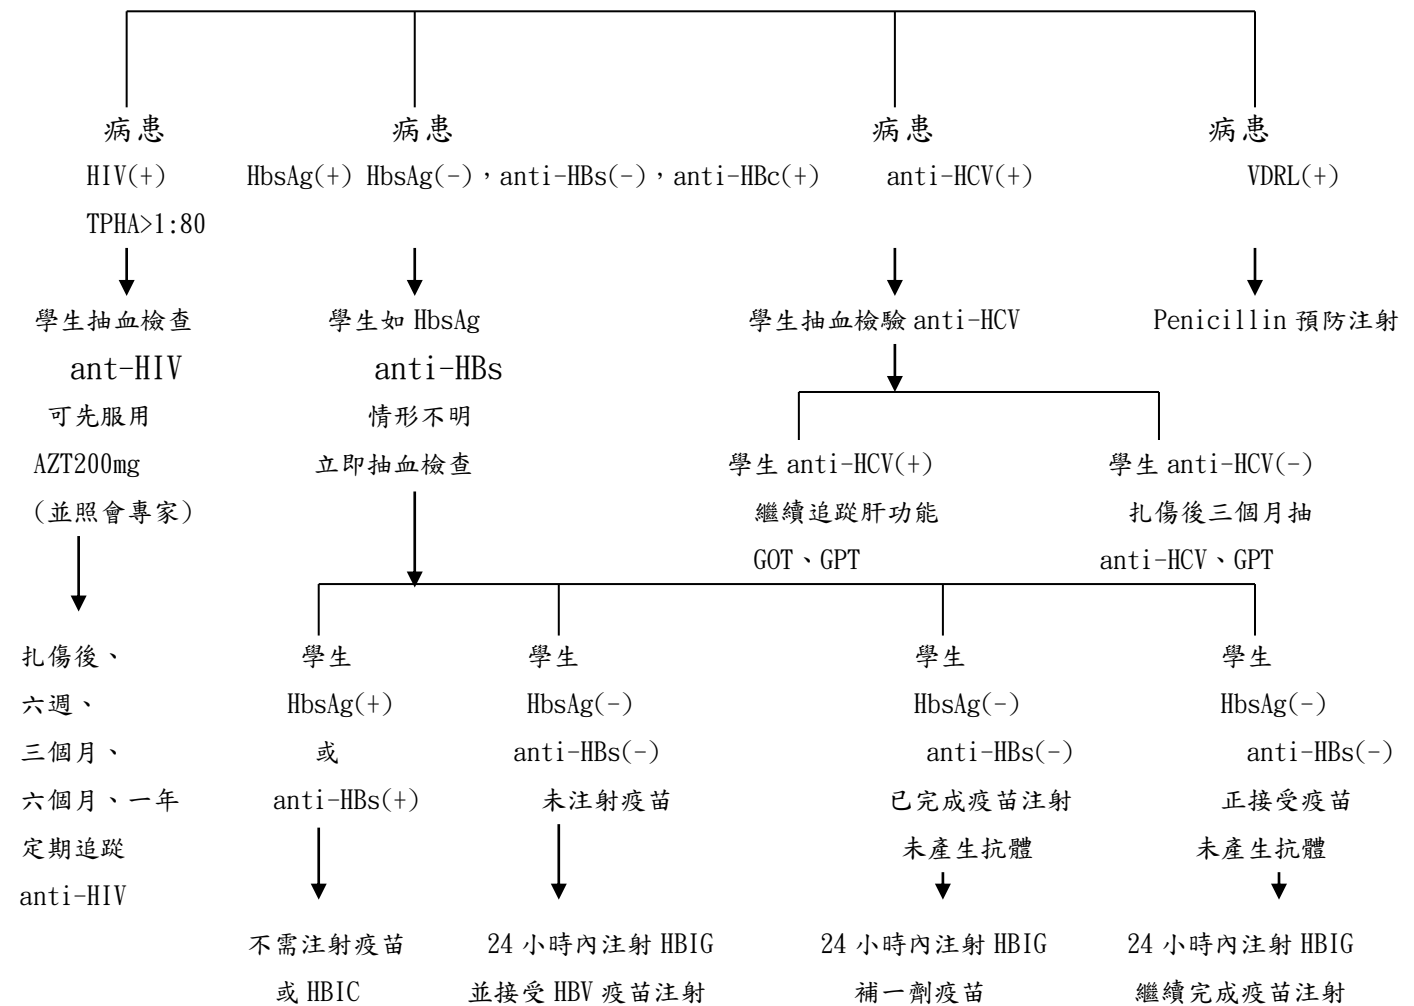 病患
HIV(+)
TPHA>1:80
學生抽血檢查
ant-HIV
可先服用
AZT200mg
(並照會專家)
扎傷後、
六週、
三個月、
六個月、一年
定期追蹤
anti-HIV
病患
HbsAg(+) HbsAg(-)，anti-HBs(-)，anti-HBc(+)
學生如 HbsAg
anti-HBs
情形不明
立即抽血檢查
學生
HbsAg(+)
或
anti-HBs(+)
不需注射疫苗
或 HBIC
學生
HbsAg(-)
anti-HBs(-)
未注射疫苗
24 小時內注射 HBIG
並接受 HBV 疫苗注射
學生
HbsAg(-)
anti-HBs(-)
已完成疫苗注射
未產生抗體
24 小時內注射 HBIG
補一劑疫苗
學生
HbsAg(-)
anti-HBs(-)
正接受疫苗
未產生抗體
24 小時內注射 HBIG
繼續完成疫苗注射
病患
anti-HCV(+)
學生抽血檢驗 anti-HCV
學生 anti-HCV(+)
繼續追蹤肝功能
GOT、GPT
學生 anti-HCV(-)
扎傷後三個月抽
anti-HCV、GPT
病患
VDRL(+)
Penicillin 預防注射